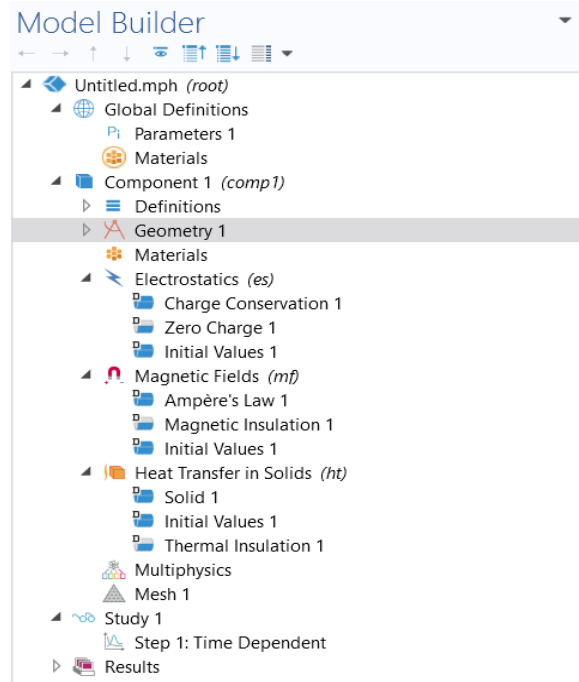 Model Builder
Untitled.mph (root)
Global Definitions
Pi Parameters 1
Materials
Component 1 (comp1)
Definitions
Geometry 1
Materials
Electrostatics (es)
D Charge Conservation 1
D Zero Charge 1
D Initial Values 1
Magnetic Fields (mf)
D Ampère's Law 1
D Magnetic Insulation 1
D Initial Values 1
Heat Transfer in Solids (ht)
D Solid 1
D Initial Values 1
D Thermal Insulation 1
Multiphysics
Mesh 1
Study 1
Step 1: Time Dependent
Results